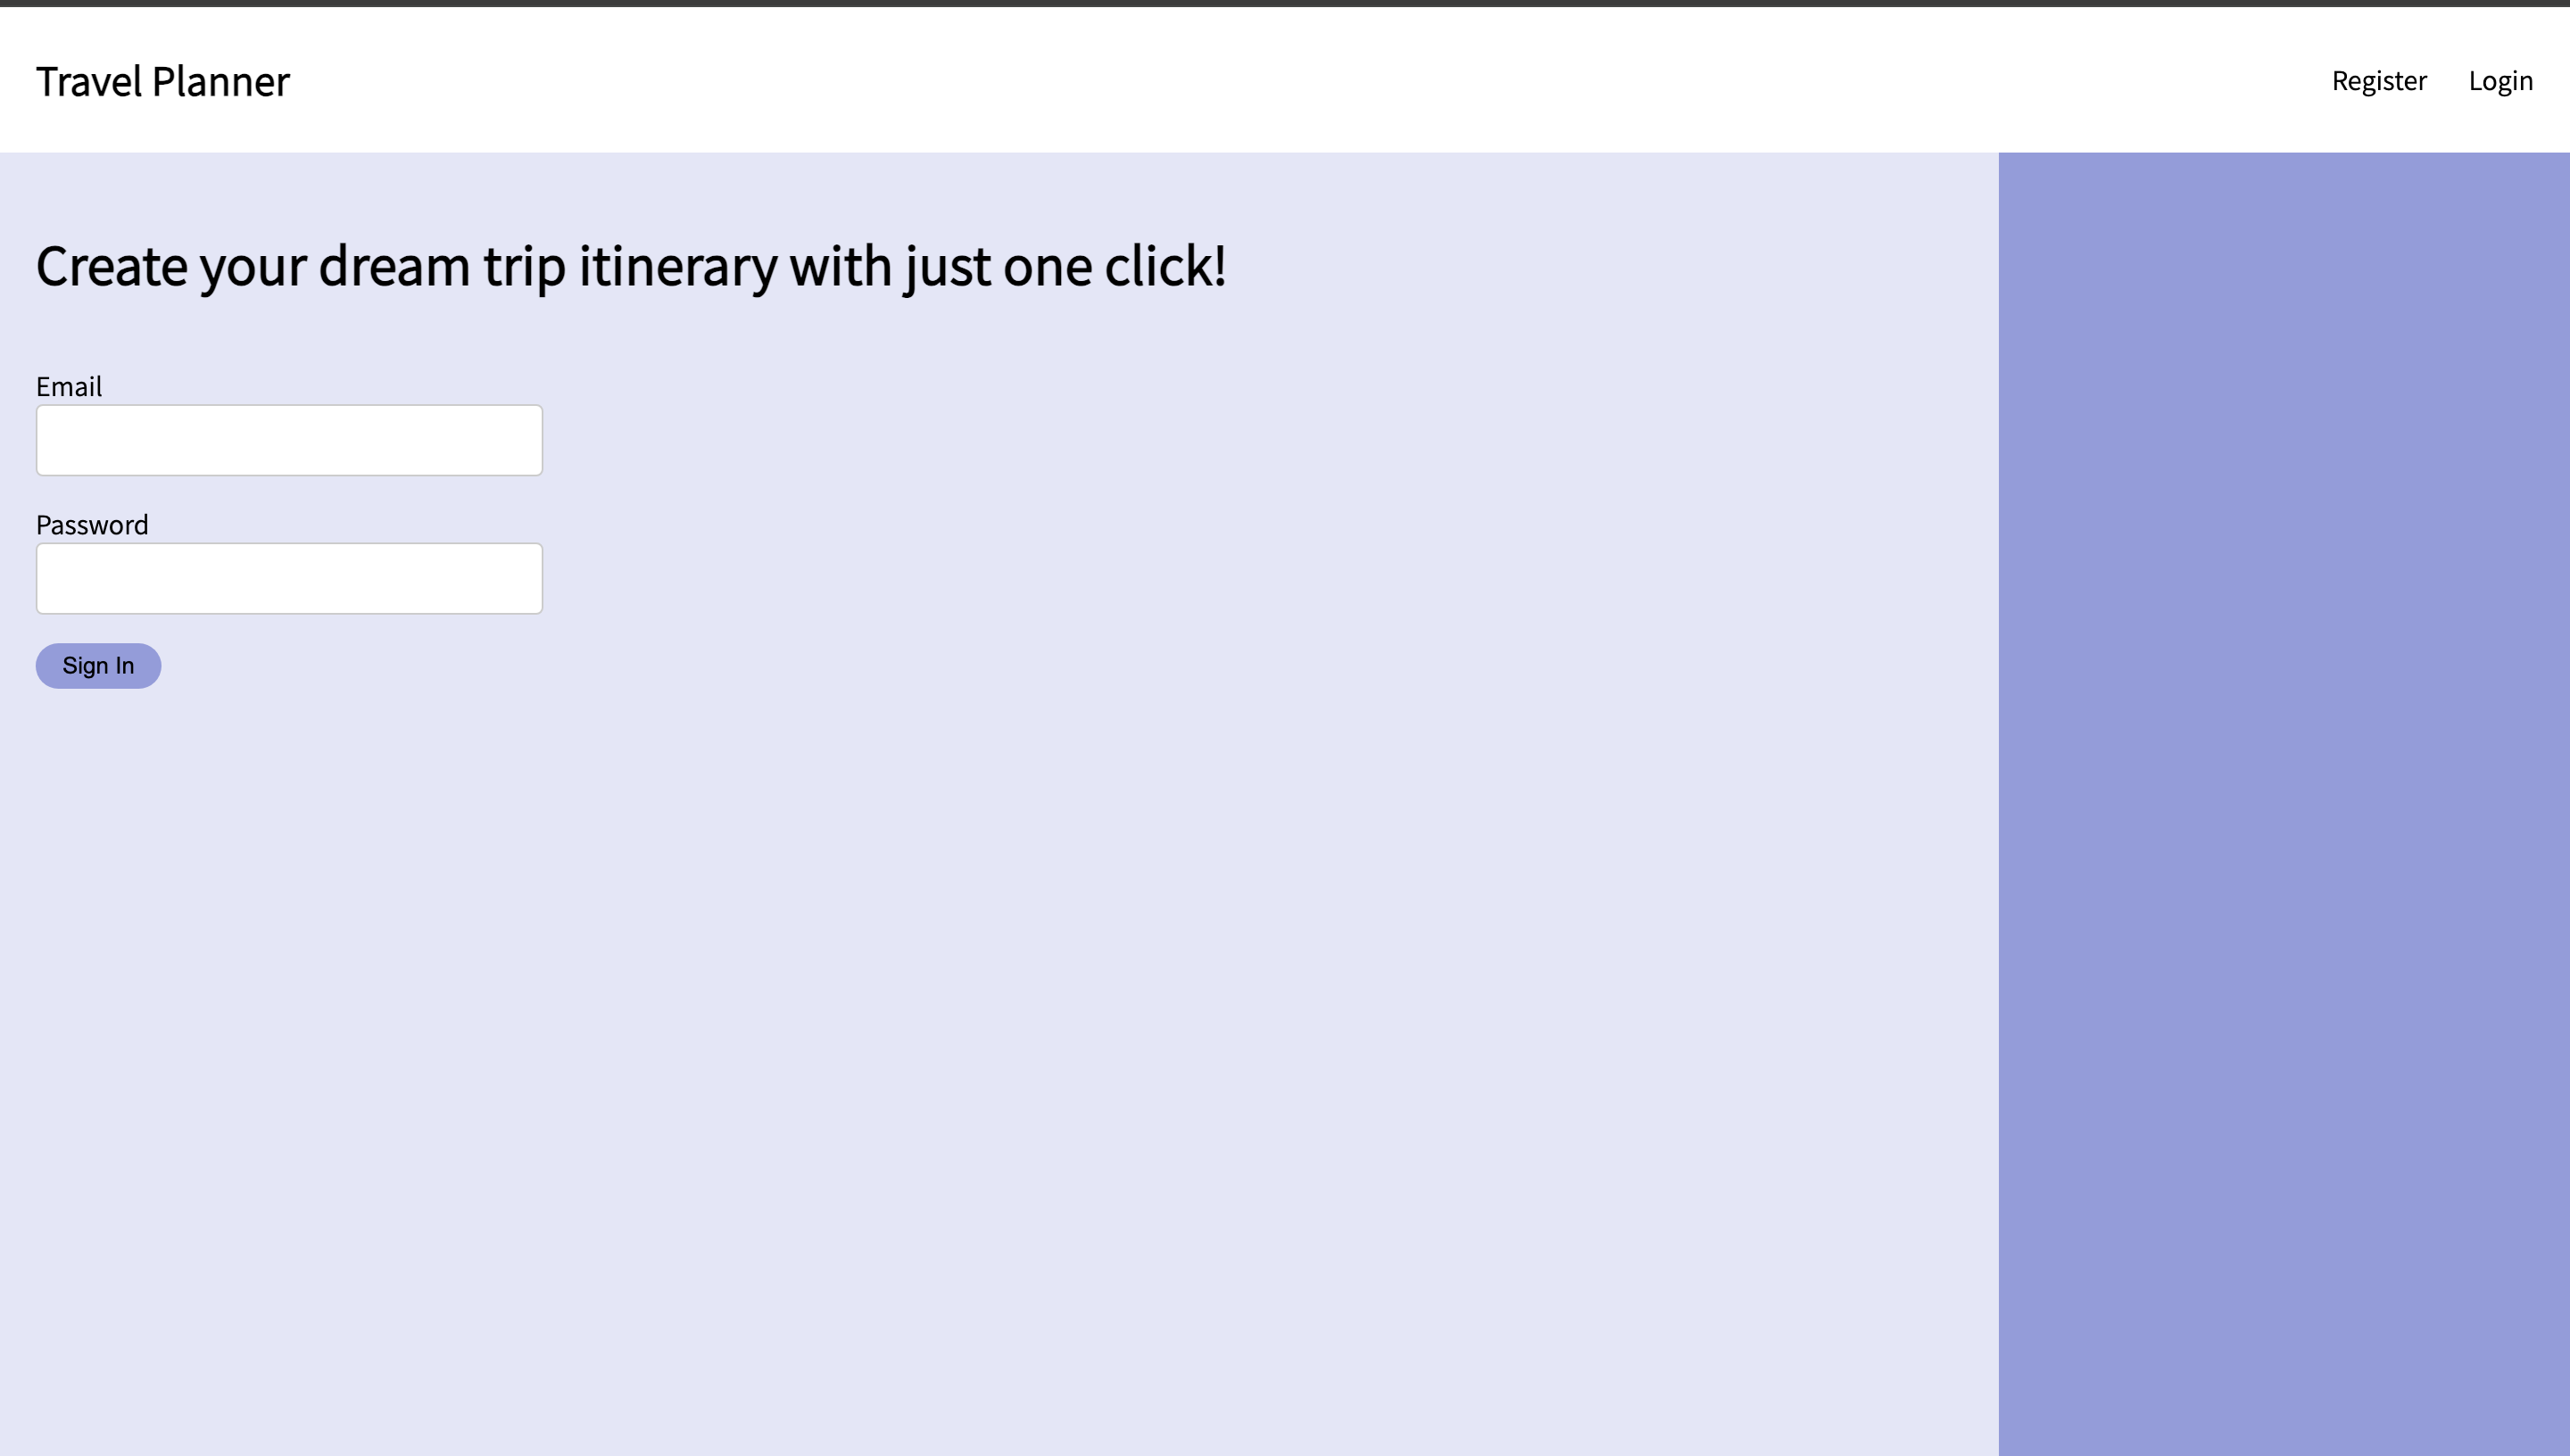 Travel Planner
Register
Login
Create your dream trip itinerary with just one click!
Email
Password
Sign In